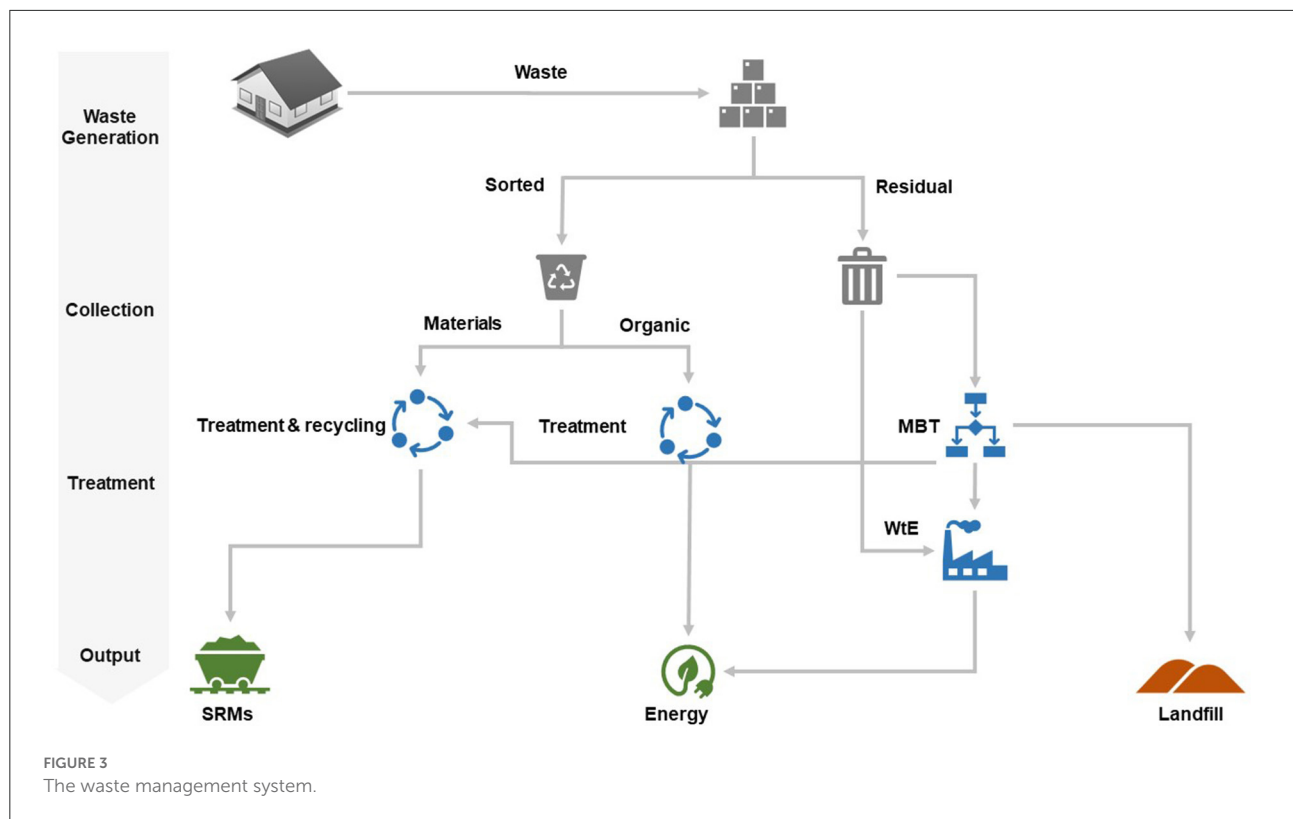 Waste
Waste
Generation
Sorted
Residual
Collection
Materials
Organic
Treatment & recycling
Treatment
MBT
Treatment
WtE
Output
SRMs
Energy
Landfill
FIGURE 3
The waste management system.